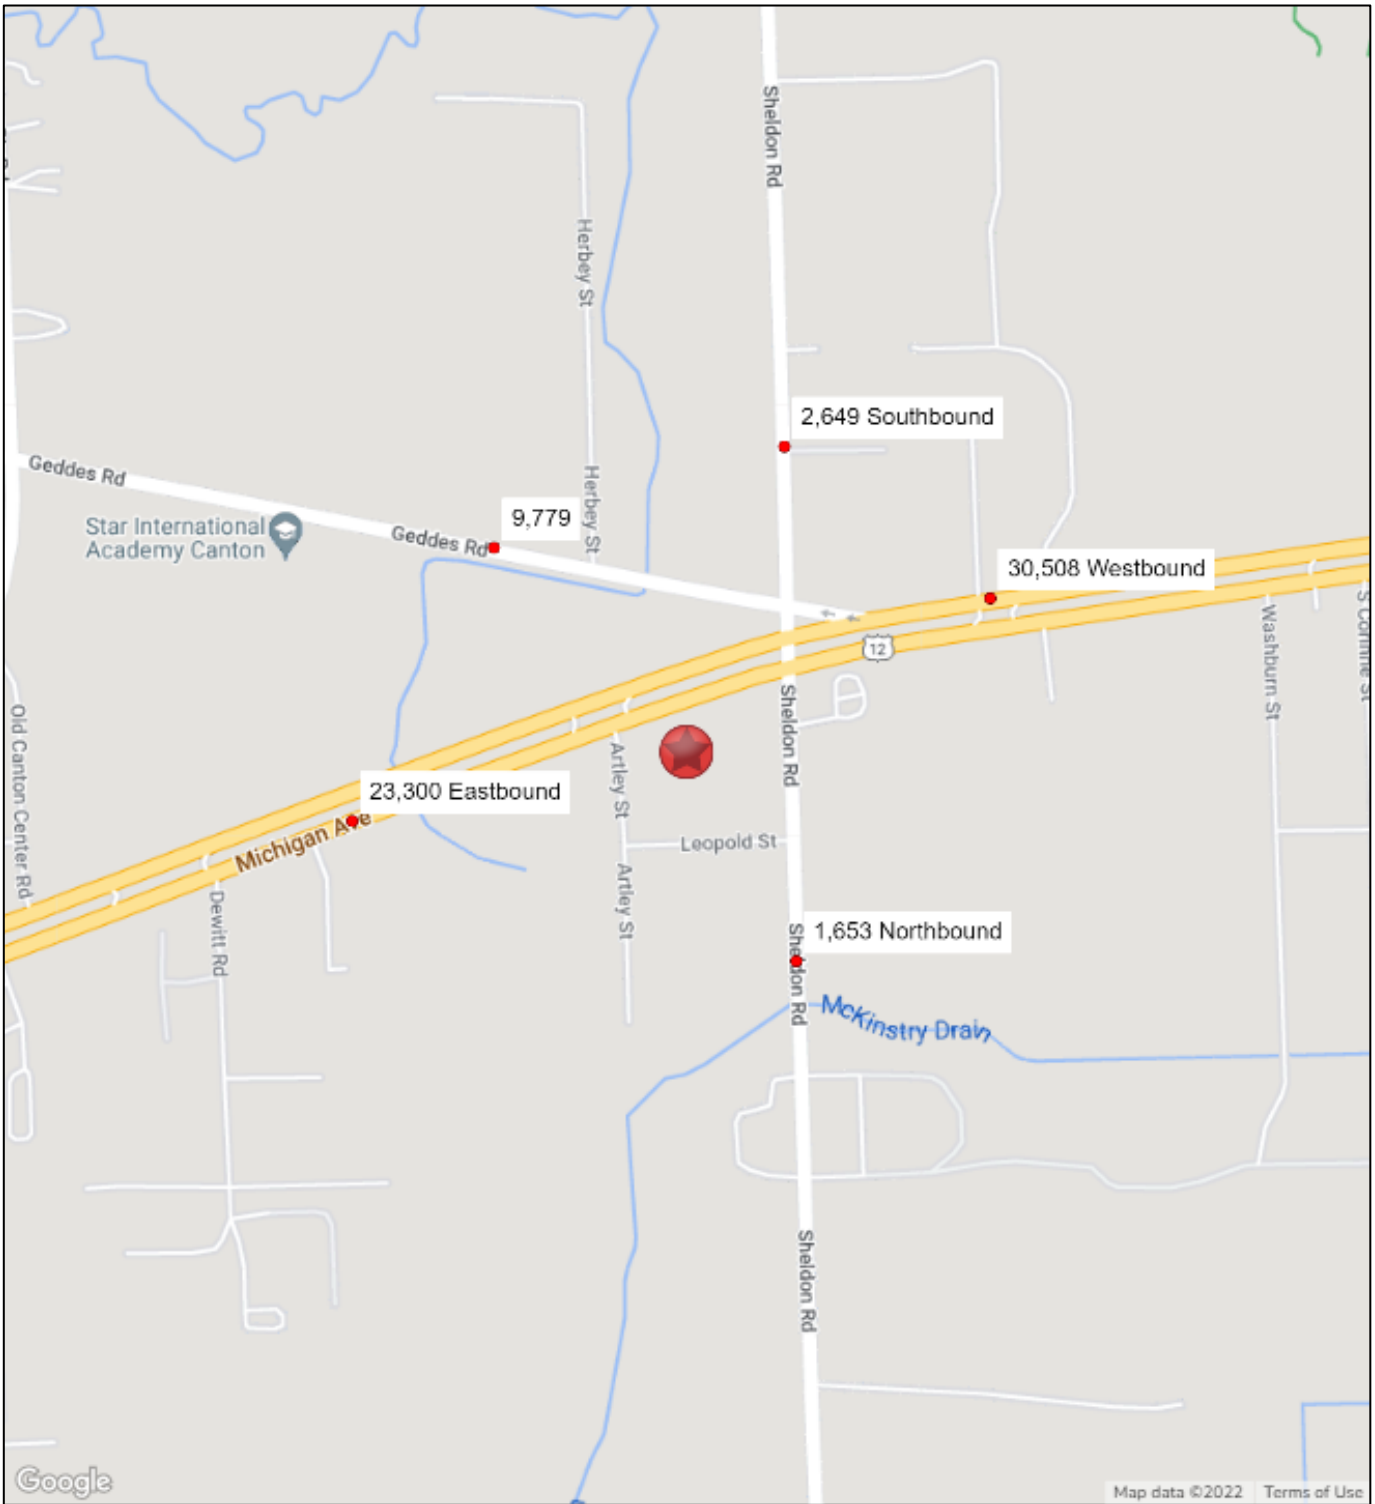 Sheldon Rd
Herbey St
2,649 Southbound
Geddes Rd
Herbey St
9,779
Star International
Academy Canton
Geddes Rd
30,508 Westbound
12
S Corinne St
Washburn St
Sheldon Rd
Old Canton Center Rd
Artley St
23,300 Eastbound
Michigan Ave
Leopold St
Artley St
Dewitt Rd
1,653 Northbound
Sheldon Rd
McKinstry Drain
Sheldon Rd
Google
Map data ©2022
Terms of Use